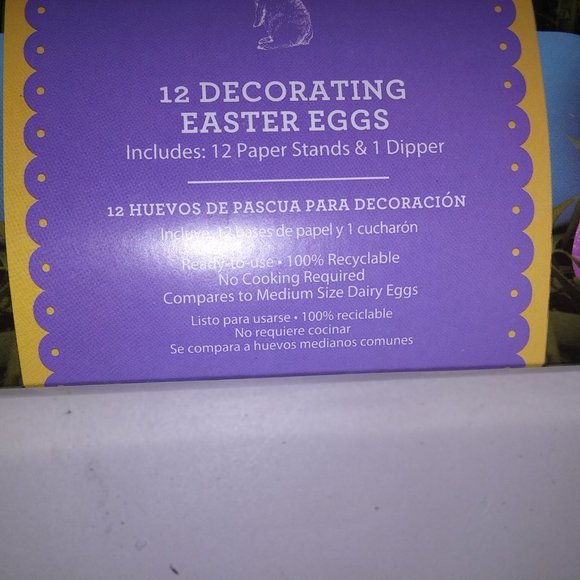 12 DECORATING
EASTER EGGS
Includes: 12 Paper Stands & 1 Dipper
12 HUEVOS DE PASCUA PARA DECORACIÓN
Incluye: 12 bases de papel y 1 cucharón
Ready-to-use • 100% Recyclable
No Cooking Required
Compares to Medium Size Dairy Eggs
Listo para usarse • 100% reciclable
No requiere cocinar
Se compara a huevos medianos comunes